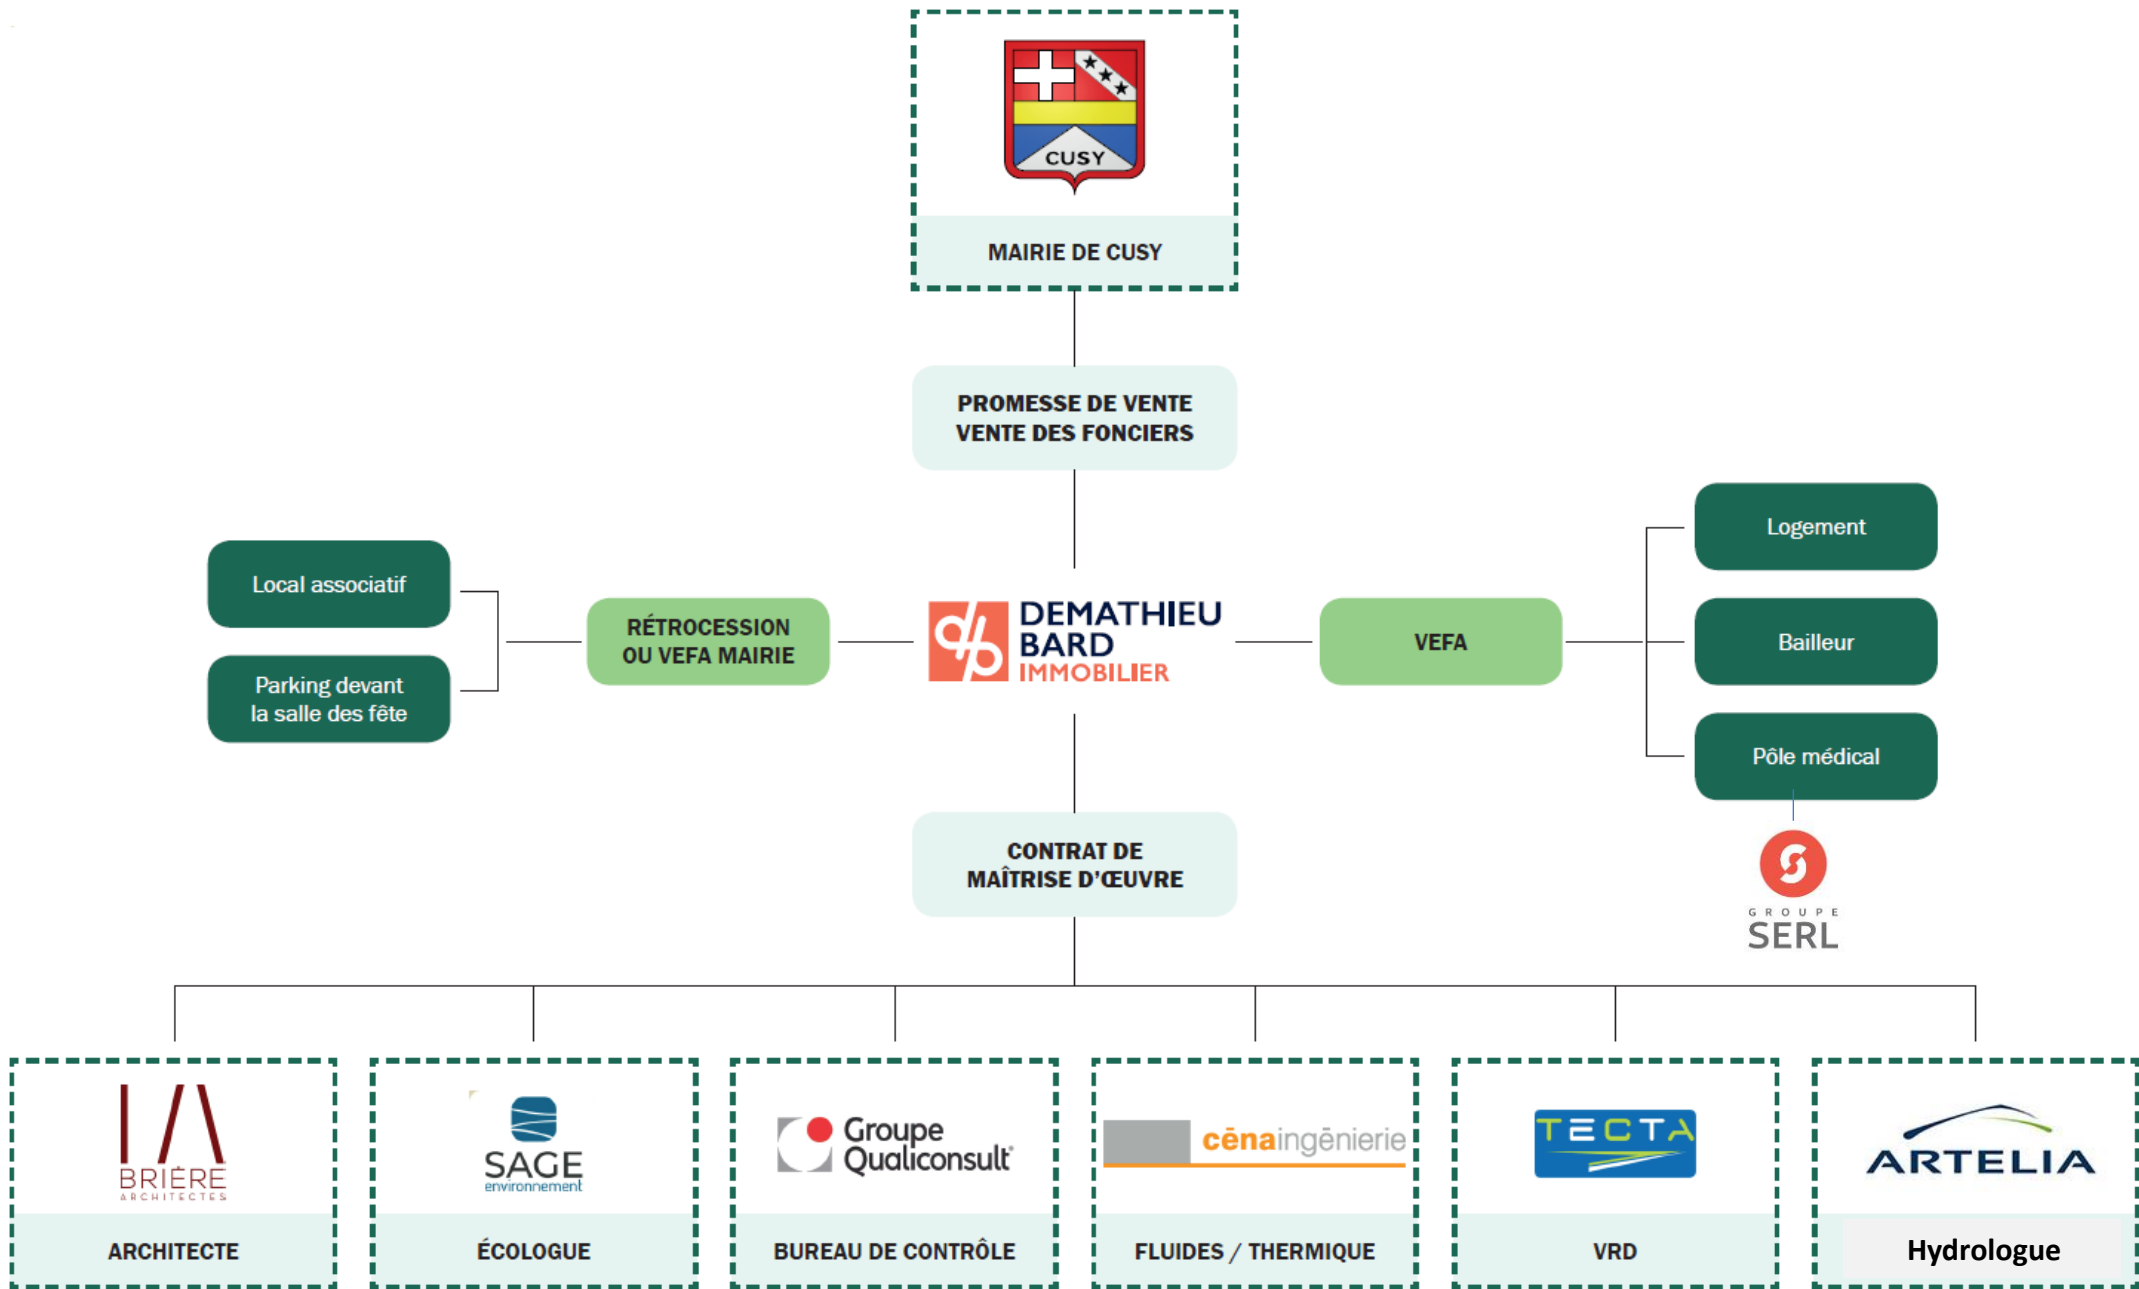 CUSY
MAIRIE DE CUSY
PROMESSE DE VENTE
VENTE DES FONCIERS
Local associatif
Parking devant
la salle des fête
RÉTROCESSION
OU VEFA MAIRIE
DEMATHIEU
BARD
IMMOBILIER
VEFA
Logement
Bailleur
Pôle médical
GROUPE
SERL
CONTRAT DE
MAÎTRISE D'ŒUVRE
BRIÈRE
ARCHITECTES
ARCHITECTE
SAGE
environnement
ÉCOLOGUE
Groupe
Qualiconsult
BUREAU DE CONTRÔLE
cēnaingēnierie
FLUIDES / THERMIQUE
TECTA
VRD
ARTELIA
Hydrologue